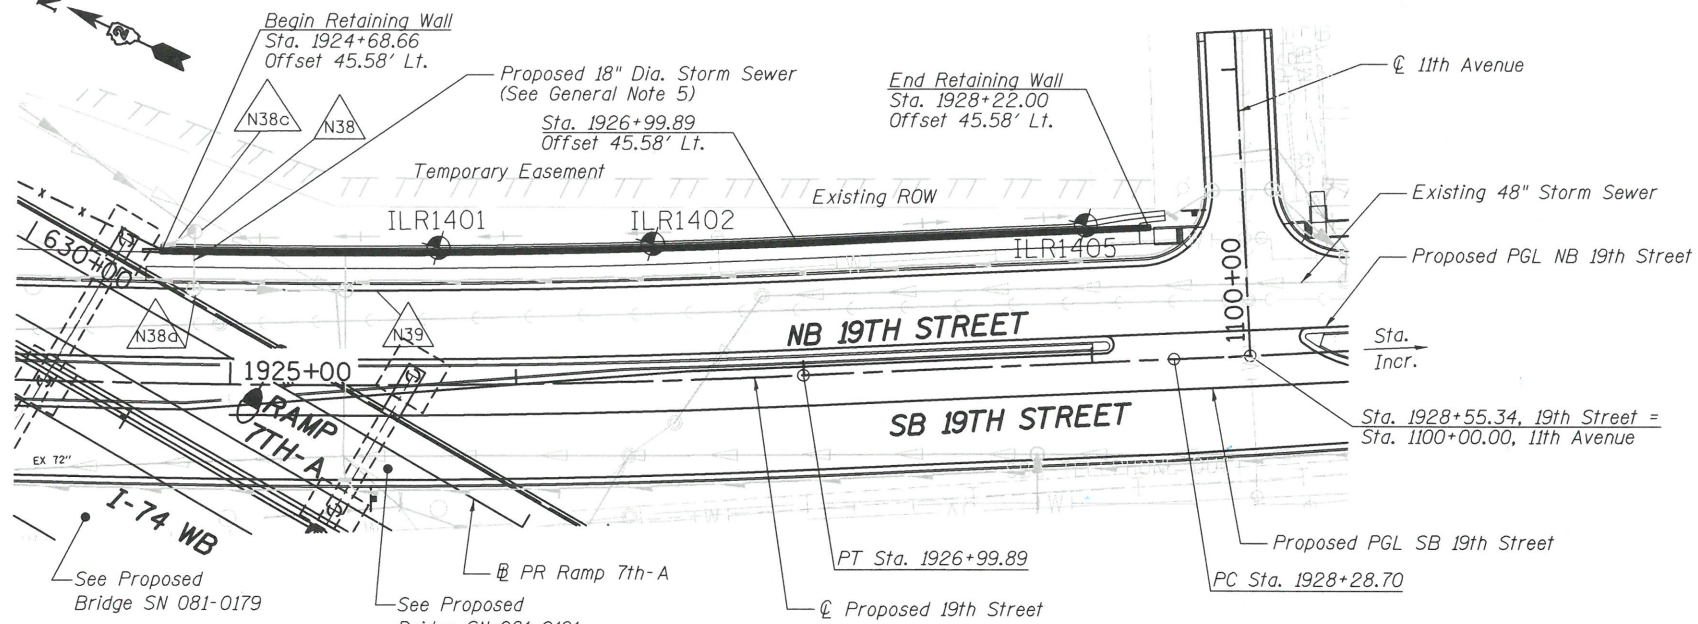 Begin Retaining Wall
Sta. 1924+68.66
Offset 45.58' Lt.
Proposed 18" Dia. Storm Sewer
(See General Note 5)
Sta. 1926+99.89
Offset 45.58' Lt.
End Retaining Wall
Sta. 1928+22.00
Offset 45.58' Lt.
℄ 11th Avenue
N38c
N38
Temporary Easement
Existing ROW
Existing 48" Storm Sewer
ILR1401
ILR1402
ILR1405
630+00
1100+00
Proposed PGL NB 19th Street
N38a
N39
NB 19TH STREET
Sta.
Incr.
1925+00
RAMP
7TH-A
SB 19TH STREET
Sta. 1928+55.34, 19th Street =
Sta. 1100+00.00, 11th Avenue
EX 72"
I-74 WB
Proposed PGL SB 19th Street
PT Sta. 1926+99.89
PC Sta. 1928+28.70
See Proposed
Bridge SN 081-0179
PR Ramp 7th-A
See Proposed
℄ Proposed 19th Street